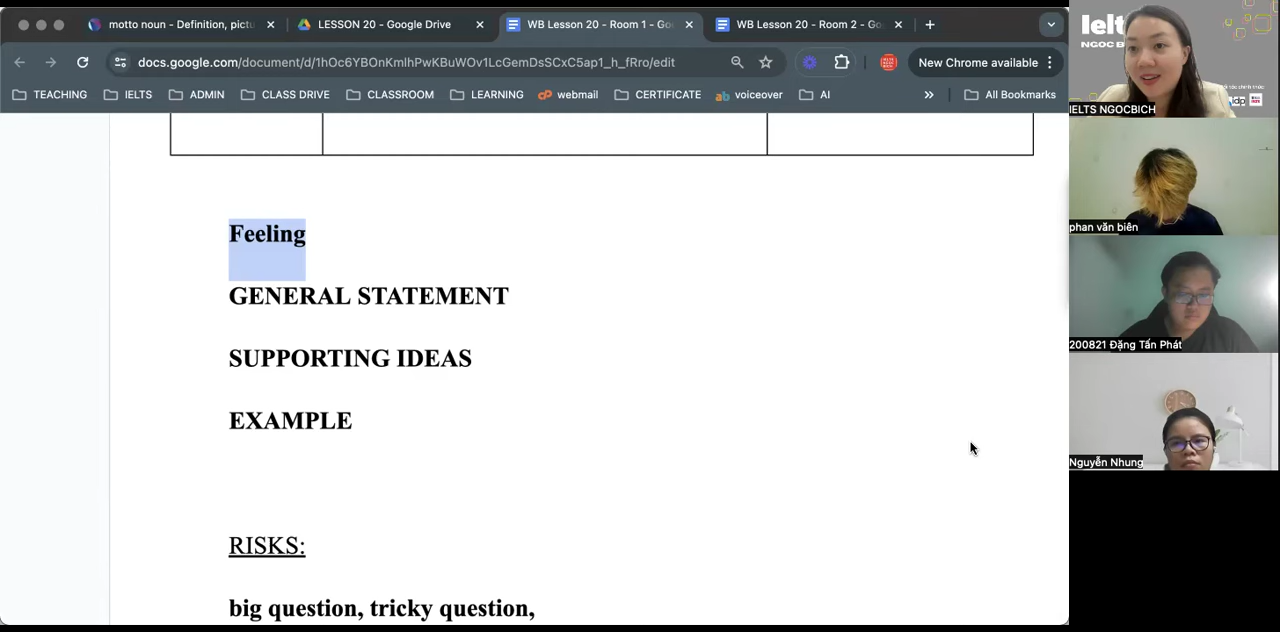 motto noun - Definition, pictu
LESSON 20 - Google Drive
WB Lesson 20 - Room 1 - Go
WB Lesson 20 - Room 2 - Go
docs.google.com/document/d/1hOc6YBOnKmlhPwKBuWOv1LcGemDsSCxC5ap1_h_fRro/edit
New Chrome available
TEACHING
IELTS
ADMIN
CLASS DRIVE
CLASSROOM
LEARNING
webmail
CERTIFICATE
voiceover
AI
All Bookmarks
Feeling
GENERAL STATEMENT
SUPPORTING IDEAS
EXAMPLE
RISKS:
big question, tricky question,
Ielt
NGOC B
idp
IELTS NGOCBICH
phan văn biên
200821 Đặng Tấn Phát
Nguyễn Nhung